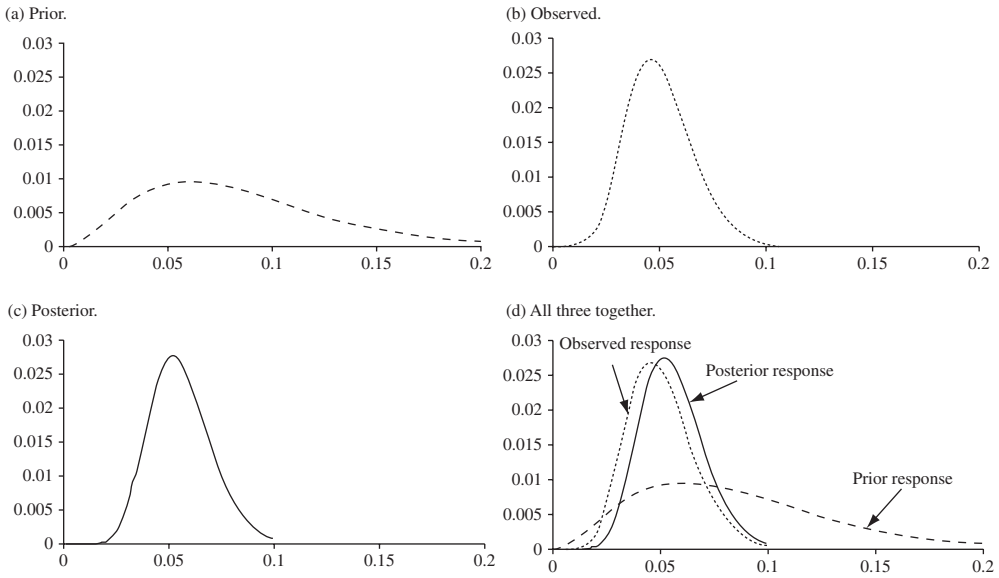 (a) Prior.
0.03
0.025
0.02
0.015
0.01
0.005
0
0 0.05 0.1 0.15 0.2
(b) Observed.
0.03
0.025
0.02
0.015
0.01
0.005
0
0 0.05 0.1 0.15 0.2
(c) Posterior.
0.03
0.025
0.02
0.015
0.01
0.005
0
0 0.05 0.1 0.15 0.2
(d) All three together.
0.03
Observed response
0.025
Posterior response
0.02
0.015
0.01
Prior response
0.005
0
0 0.05 0.1 0.15 0.2